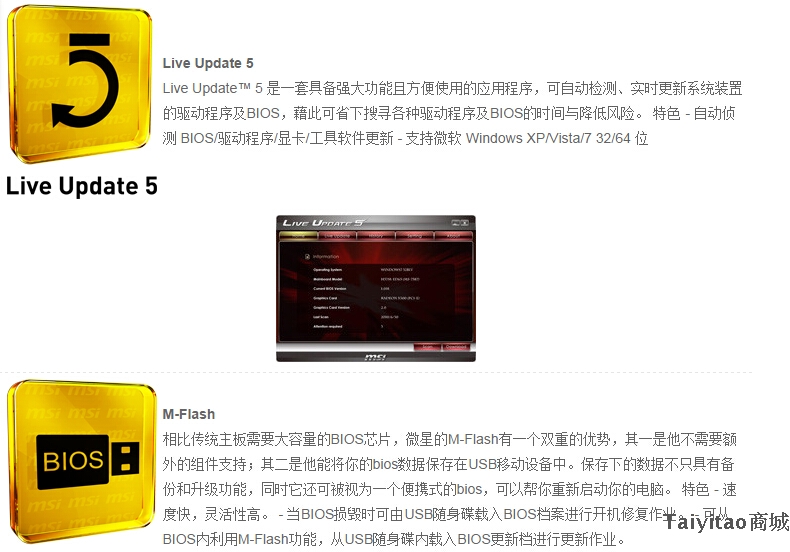 Live Update 5
Live Update™ 5 是一套具备强大功能且方便使用的应用程序，可自动检测、实时更新系统装置
的驱动程序及BIOS，藉此可省下搜寻各种驱动程序及BIOS的时间与降低风险。 特色 - 自动侦
测 BIOS/驱动程序/显卡/工具软件更新 - 支持微软 Windows XP/Vista/7 32/64 位
Live Update 5
LIVE UPDATE 5
Information
Operating System
Mainboard Model
Current BIOS Version
Graphics Card
Graphics Card Version
Last Scan
Attention required
msi
M-Flash
相比传统主板需要大容量的BIOS芯片，微星的M-Flash有一个双重的优势，其一是他不需要额
外的组件支持；其二是他能将你的bios数据保存在USB移动设备中。保存下的数据不只具有备
份和升级功能，同时它还可被视为一个便携式的bios，可以帮你重新启动你的电脑。 特色 - 速
度快，灵活性高。 - 当BIOS损毁时可由USB随身碟载入BIOS档案进行开机修复作业。 - 可从
BIOS内利用M-Flash功能，从USB随身碟内载入BIOS更新档进行更新作业。
BIOS
Taiyitao商城